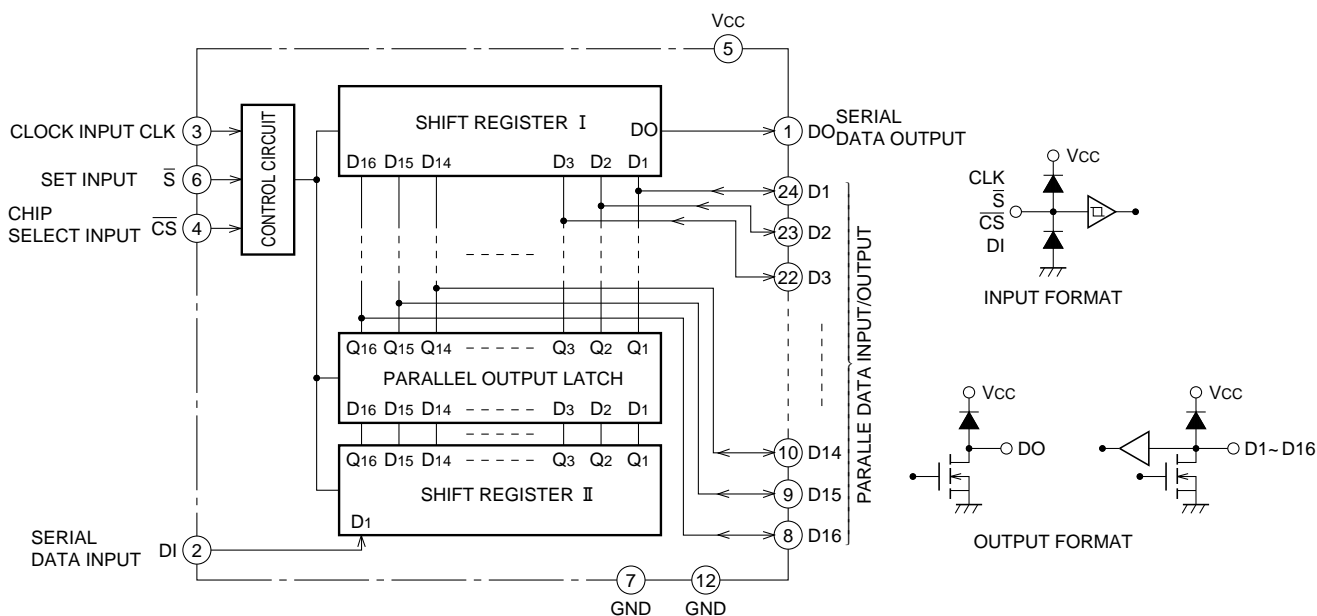 VCC
5
CLOCK INPUT CLK 3
SET INPUT S̅ 6
CHIP
SELECT INPUT C̅S̅ 4
CONTROL CIRCUIT
SHIFT REGISTER Ⅰ
DO
D16 D15 D14 D3 D2 D1
1 DO SERIAL
DATA OUTPUT
24 D1
23 D2
22 D3
Q16 Q15 Q14 ----- Q3 Q2 Q1
PARALLEL OUTPUT LATCH
D16 D15 D14 ----- D3 D2 D1
Q16 Q15 Q14 ----- Q3 Q2 Q1
SHIFT REGISTER Ⅱ
D1
10 D14
9 D15
8 D16
PARALLE DATA INPUT/OUTPUT
SERIAL
DATA INPUT
DI 2
7
GND
12
GND
VCC
CLK
S̅
C̅S̅
DI
INPUT FORMAT
VCC
DO
VCC
D1~D16
OUTPUT FORMAT